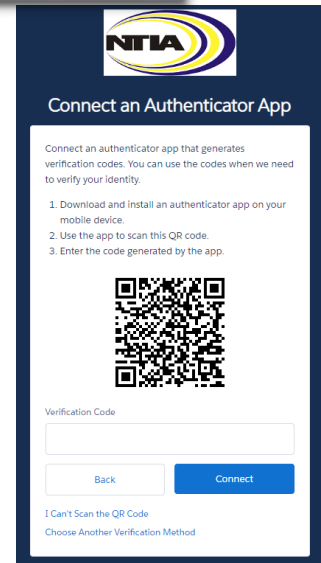 NTIA
Connect an Authenticator App
Connect an authenticator app that generates
verification codes. You can use the codes when we need
to verify your identity.
1. Download and install an authenticator app on your
mobile device.
2. Use the app to scan this QR code.
3. Enter the code generated by the app.
Verification Code
Back
Connect
I Can't Scan the QR Code
Choose Another Verification Method